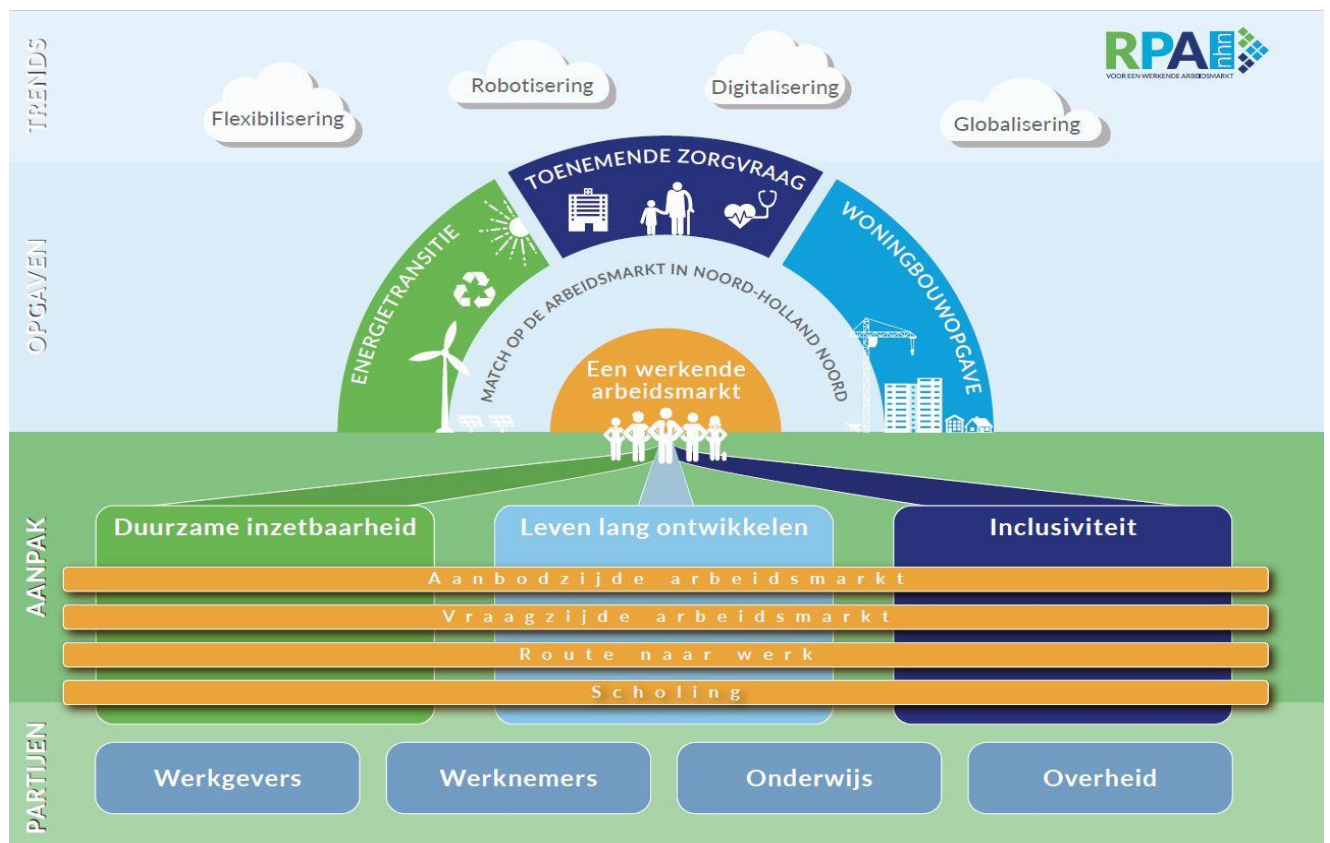 TRENDS
RPA nhn
VOOR EEN WERKENDE ARBEIDSMARKT
Flexibilisering
Robotisering
Digitalisering
Globalisering
OPGAVEN
ENERGIETRANSITIE
TOENEMENDE ZORGVRAAG
WONINGBOUWOPGAVE
MATCH OP DE ARBEIDSMARKT IN NOORD-HOLLAND NOORD
Een werkende
arbeidsmarkt
AANPAK
Duurzame inzetbaarheid
Leven lang ontwikkelen
Inclusiviteit
Aanbodzijde arbeidsmarkt
Vraagzijde arbeidsmarkt
Route naar werk
Scholing
PARTIJEN
Werkgevers
Werknemers
Onderwijs
Overheid